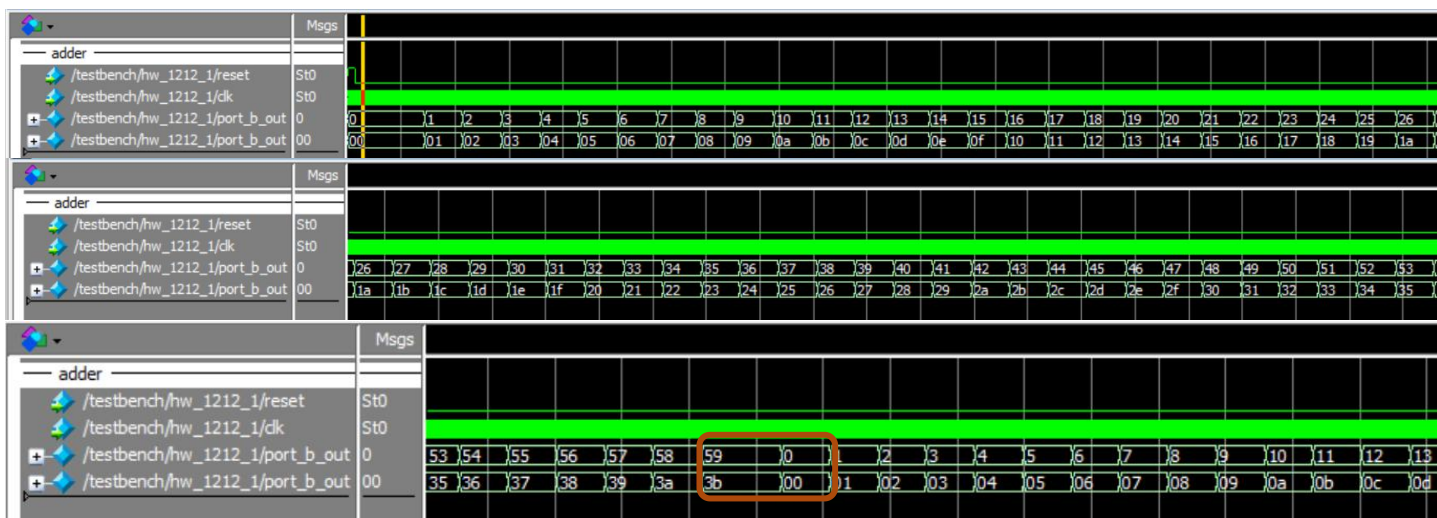 Msgs
adder
/testbench/hw_1212_1/reset St0
/testbench/hw_1212_1/clk St0
/testbench/hw_1212_1/port_b_out 0 0 1 2 3 4 5 6 7 8 9 10 11 12 13 14 15 16 17 18 19 20 21 22 23 24 25 26
/testbench/hw_1212_1/port_b_out 00 00 01 02 03 04 05 06 07 08 09 0a 0b 0c 0d 0e 0f 10 11 12 13 14 15 16 17 18 19 1a
Msgs
adder
/testbench/hw_1212_1/reset St0
/testbench/hw_1212_1/clk St0
/testbench/hw_1212_1/port_b_out 0 26 27 28 29 30 31 32 33 34 35 36 37 38 39 40 41 42 43 44 45 46 47 48 49 50 51 52 53
/testbench/hw_1212_1/port_b_out 00 1a 1b 1c 1d 1e 1f 20 21 22 23 24 25 26 27 28 29 2a 2b 2c 2d 2e 2f 30 31 32 33 34 35
Msgs
adder
/testbench/hw_1212_1/reset St0
/testbench/hw_1212_1/clk St0
/testbench/hw_1212_1/port_b_out 0 53 54 55 56 57 58 59 0 1 2 3 4 5 6 7 8 9 10 11 12 13
/testbench/hw_1212_1/port_b_out 00 35 36 37 38 39 3a 3b 00 01 02 03 04 05 06 07 08 09 0a 0b 0c 0d